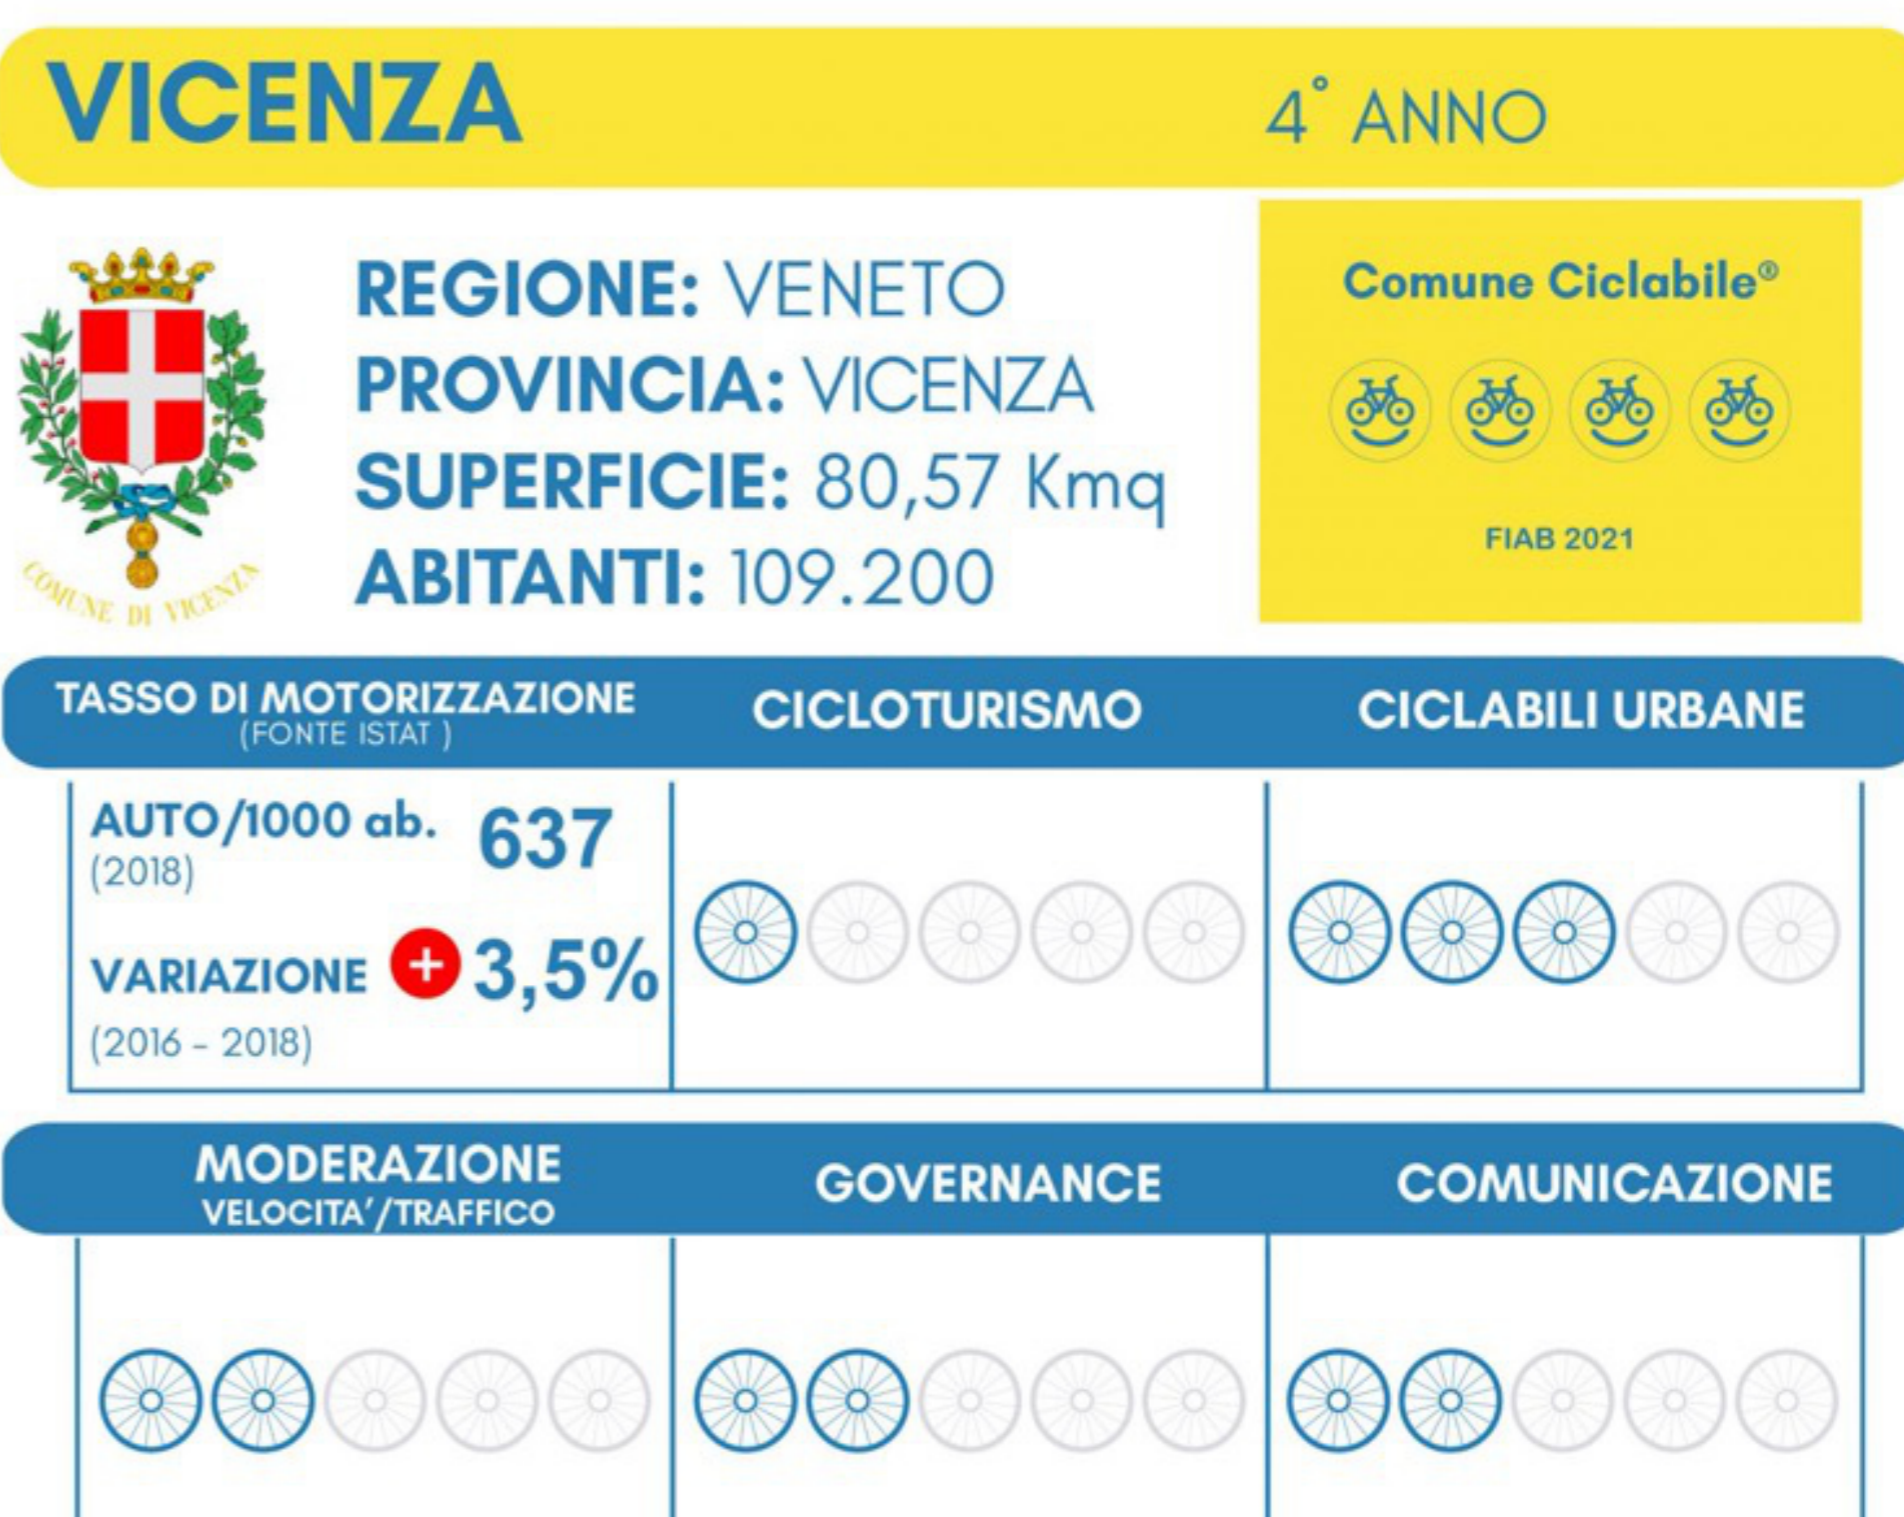 VICENZA
4° ANNO
REGIONE: VENETO
PROVINCIA: VICENZA
SUPERFICIE: 80,57 Kmq
ABITANTI: 109.200
COMUNE DI VICENZA
Comune Ciclabile®
FIAB 2021
TASSO DI MOTORIZZAZIONE
(FONTE ISTAT )
CICLOTURISMO
CICLABILI URBANE
AUTO/1000 ab. 637
(2018)
VARIAZIONE + 3,5%
(2016 - 2018)
MODERAZIONE
VELOCITA'/TRAFFICO
GOVERNANCE
COMUNICAZIONE